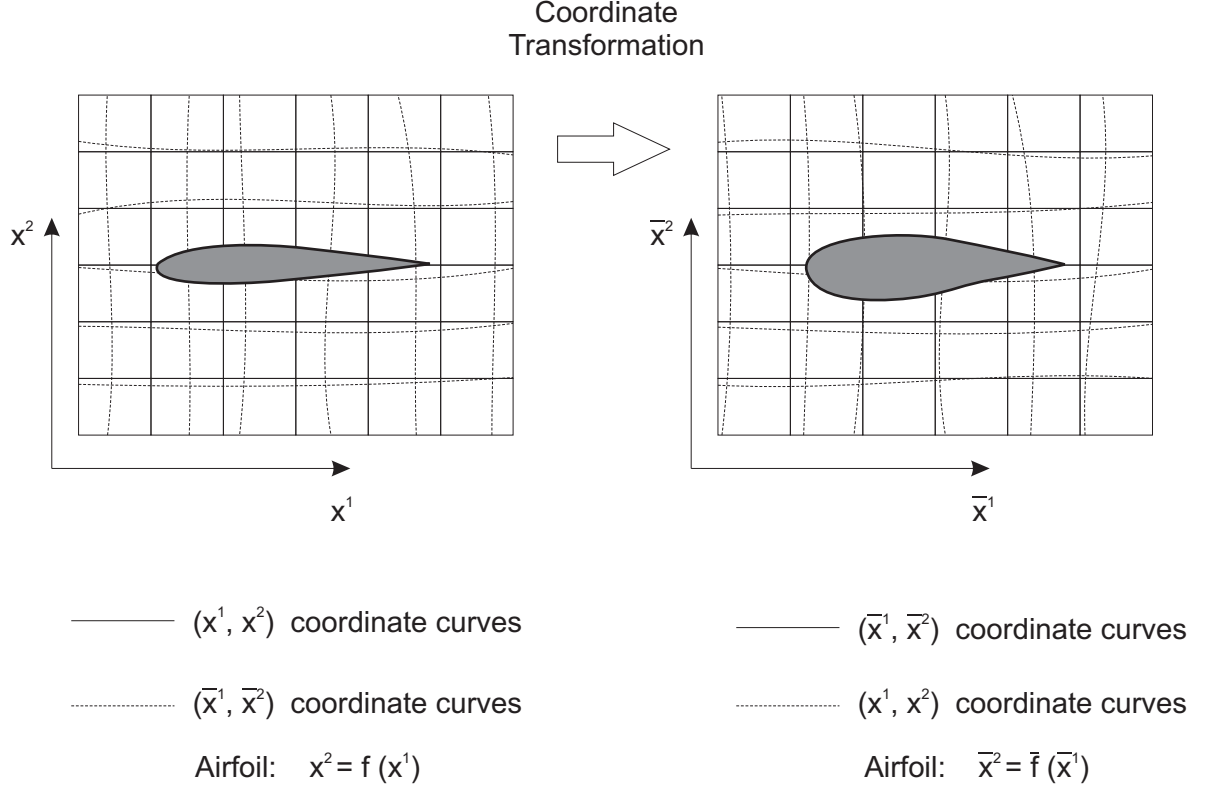 Coordinate
Transformation
x²
x̅²
x¹
x̅¹
(x¹, x²) coordinate curves
(x̅¹, x̅²) coordinate curves
(x̅¹, x̅²) coordinate curves
(x¹, x²) coordinate curves
Airfoil: x² = f (x¹)
Airfoil: x̅² = f̅ (x̅¹)